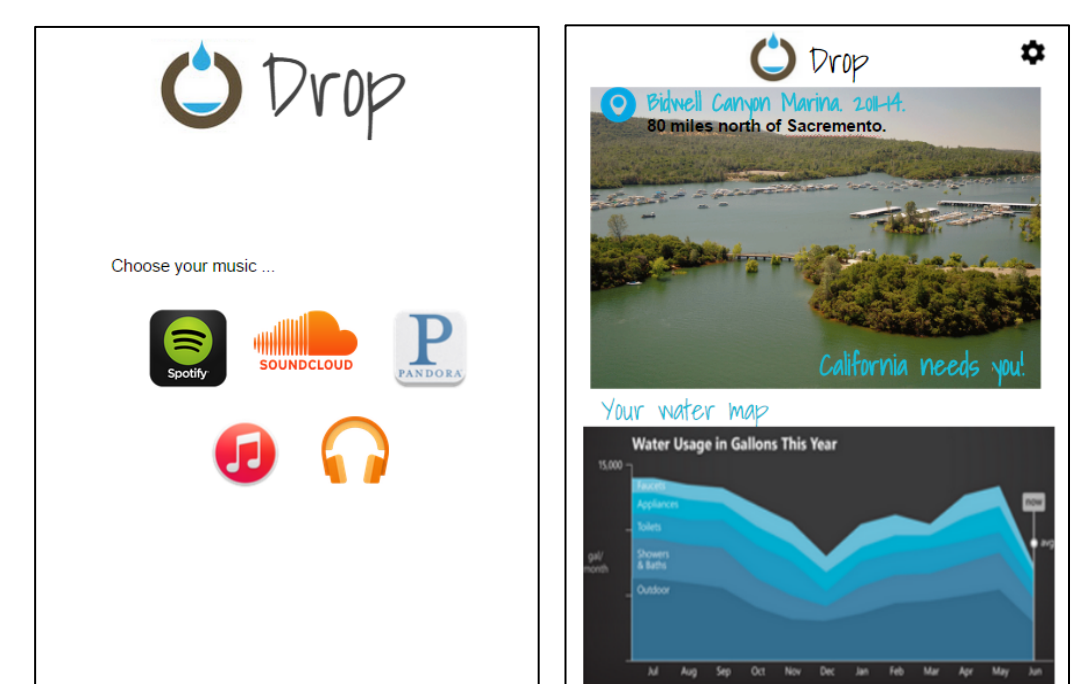 Drop
Choose your music ...
Spotify
SOUNDCLOUD
P
PANDORA
Drop
Bidwell Canyon Marina. 2011-14.
80 miles north of Sacremento.
California needs you!
Your water map
Water Usage in Gallons This Year
15,000
Faucets
Appliances
Toilets
Showers
& Baths
Outdoor
gal/
month
now
avg
Jul Aug Sep Oct Nov Dec Jan Feb Mar Apr May Jun